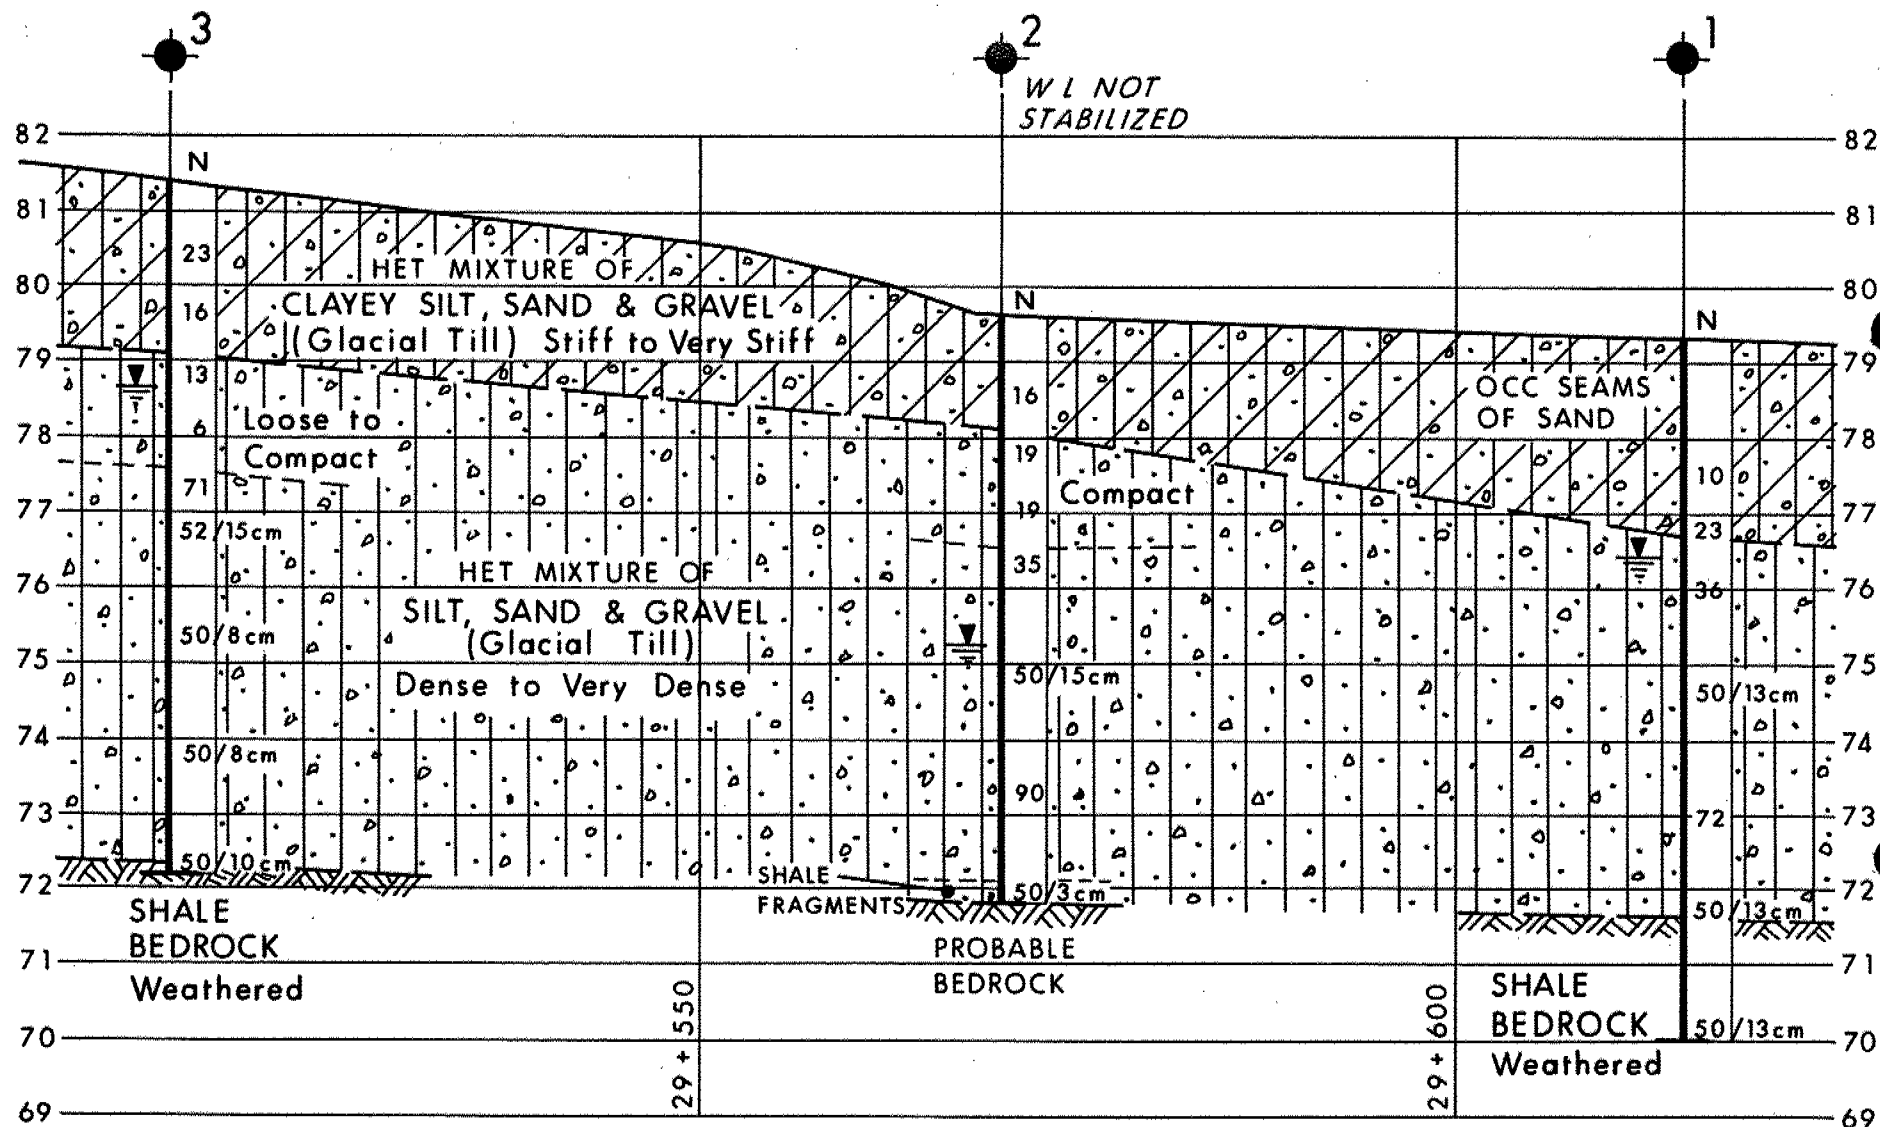 3
2
1
W L NOT
STABILIZED
82
82
N
81
81
23
HET MIXTURE OF
80
80
16
CLAYEY SILT, SAND & GRAVEL
(Glacial Till) Stiff to Very Stiff
N
N
79
79
13
16
OCC SEAMS
OF SAND
Loose to
Compact
78
78
6
19
71
Compact
10
77
77
19
52/15cm
23
HET MIXTURE OF
35
76
76
36
SILT, SAND & GRAVEL
(Glacial Till)
50/8cm
75
75
Dense to Very Dense
50/15cm
50/13cm
74
74
50/8cm
90
73
73
72
50/10cm
SHALE
FRAGMENTS
50/3cm
72
72
50/13cm
SHALE
BEDROCK
Weathered
PROBABLE
BEDROCK
71
71
SHALE
BEDROCK
Weathered
50/13cm
70
70
29+550
29+600
69
69